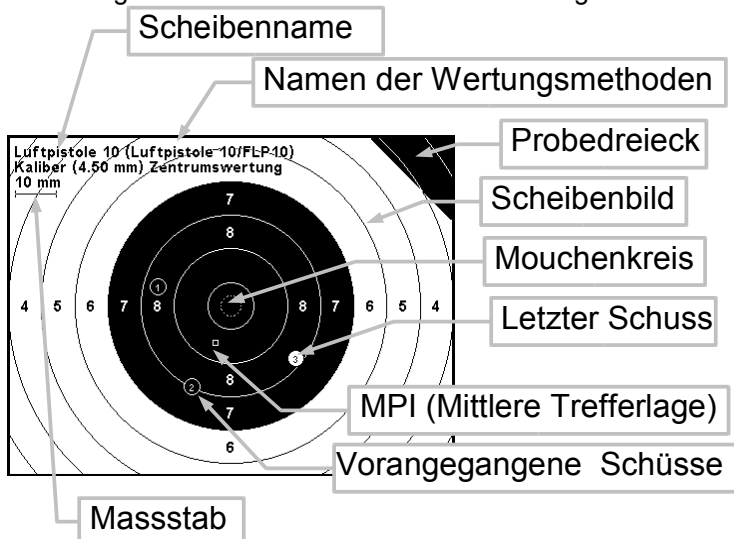 Scheibenname
Namen der Wertungsmethoden
Probedreieck
Luftpistole 10 (Luftpistole 10/FLP10)
Kaliber (4.50 mm) Zentrumswertung
10 mm
Scheibenbild
7
8
Mouchenkreis
1
4 5 6 7 8 8 7 6 5 4
Letzter Schuss
3
2
8
MPI (Mittlere Trefferlage)
7
6
Vorangegangene Schüsse
Massstab